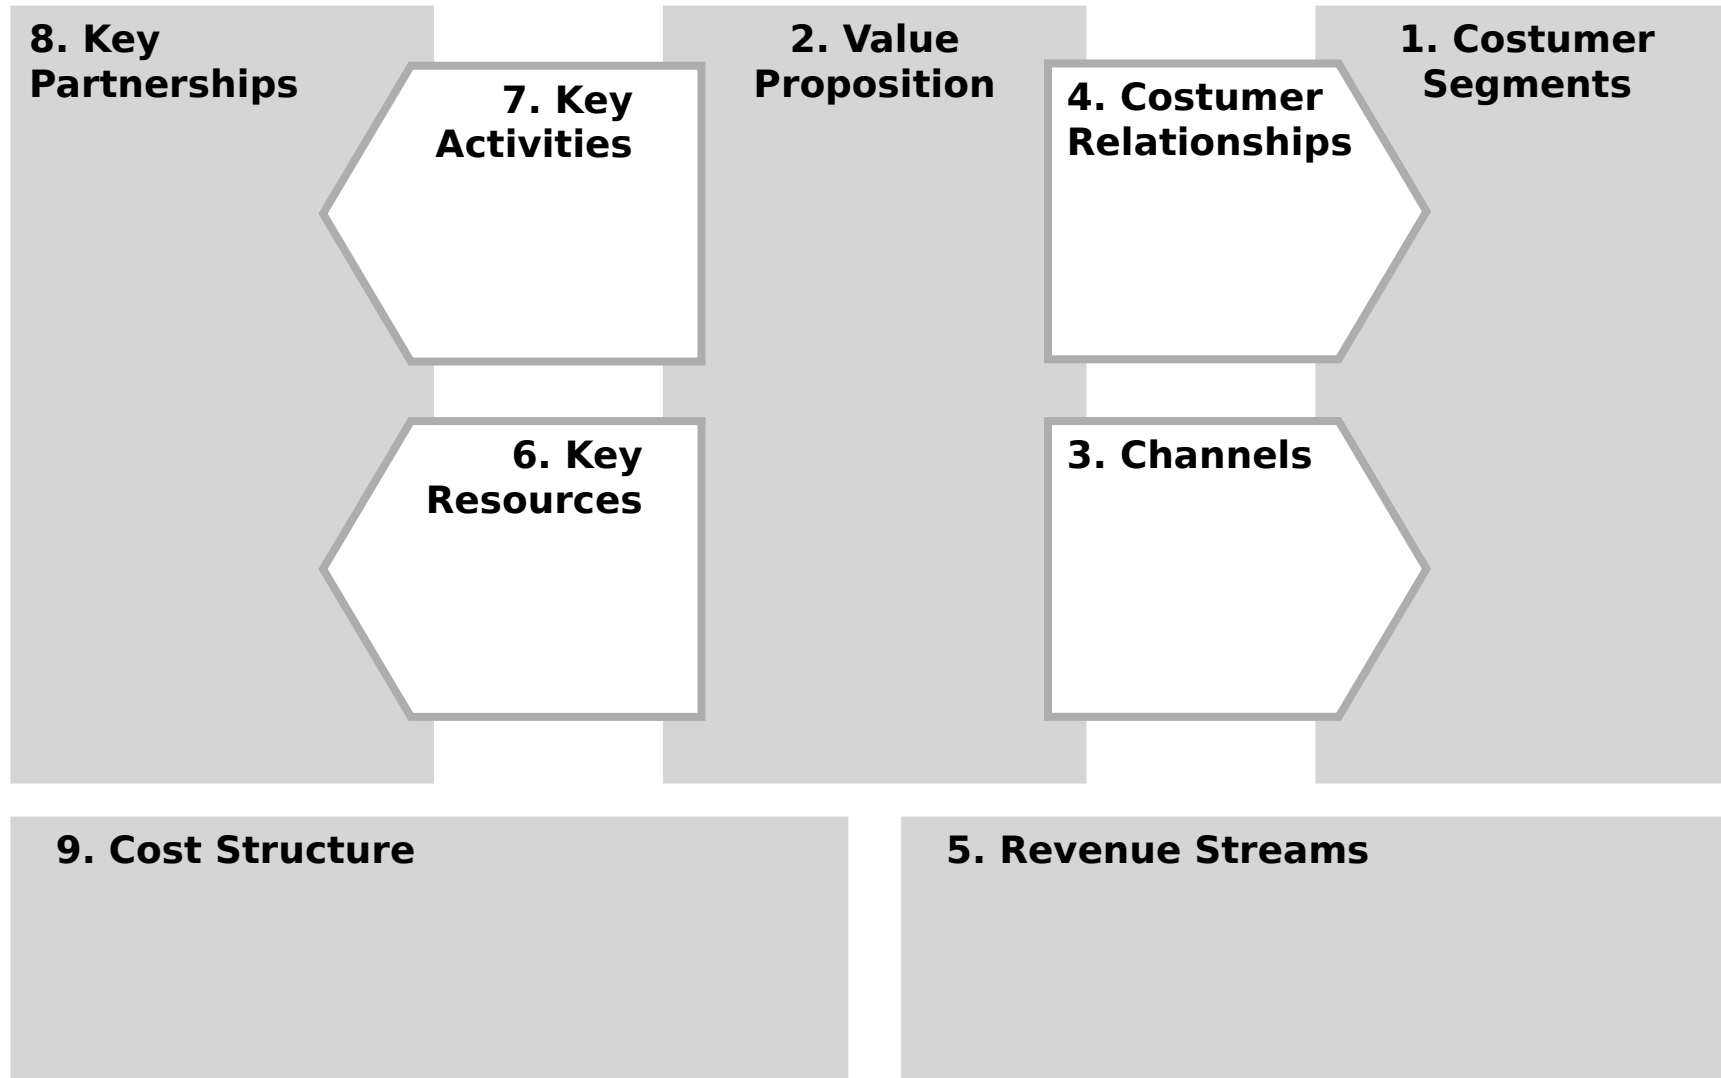 8. Key
Partnerships
7. Key
Activities
6. Key
Resources
2. Value
Proposition
4. Costumer
Relationships
3. Channels
1. Costumer
Segments
9. Cost Structure
5. Revenue Streams